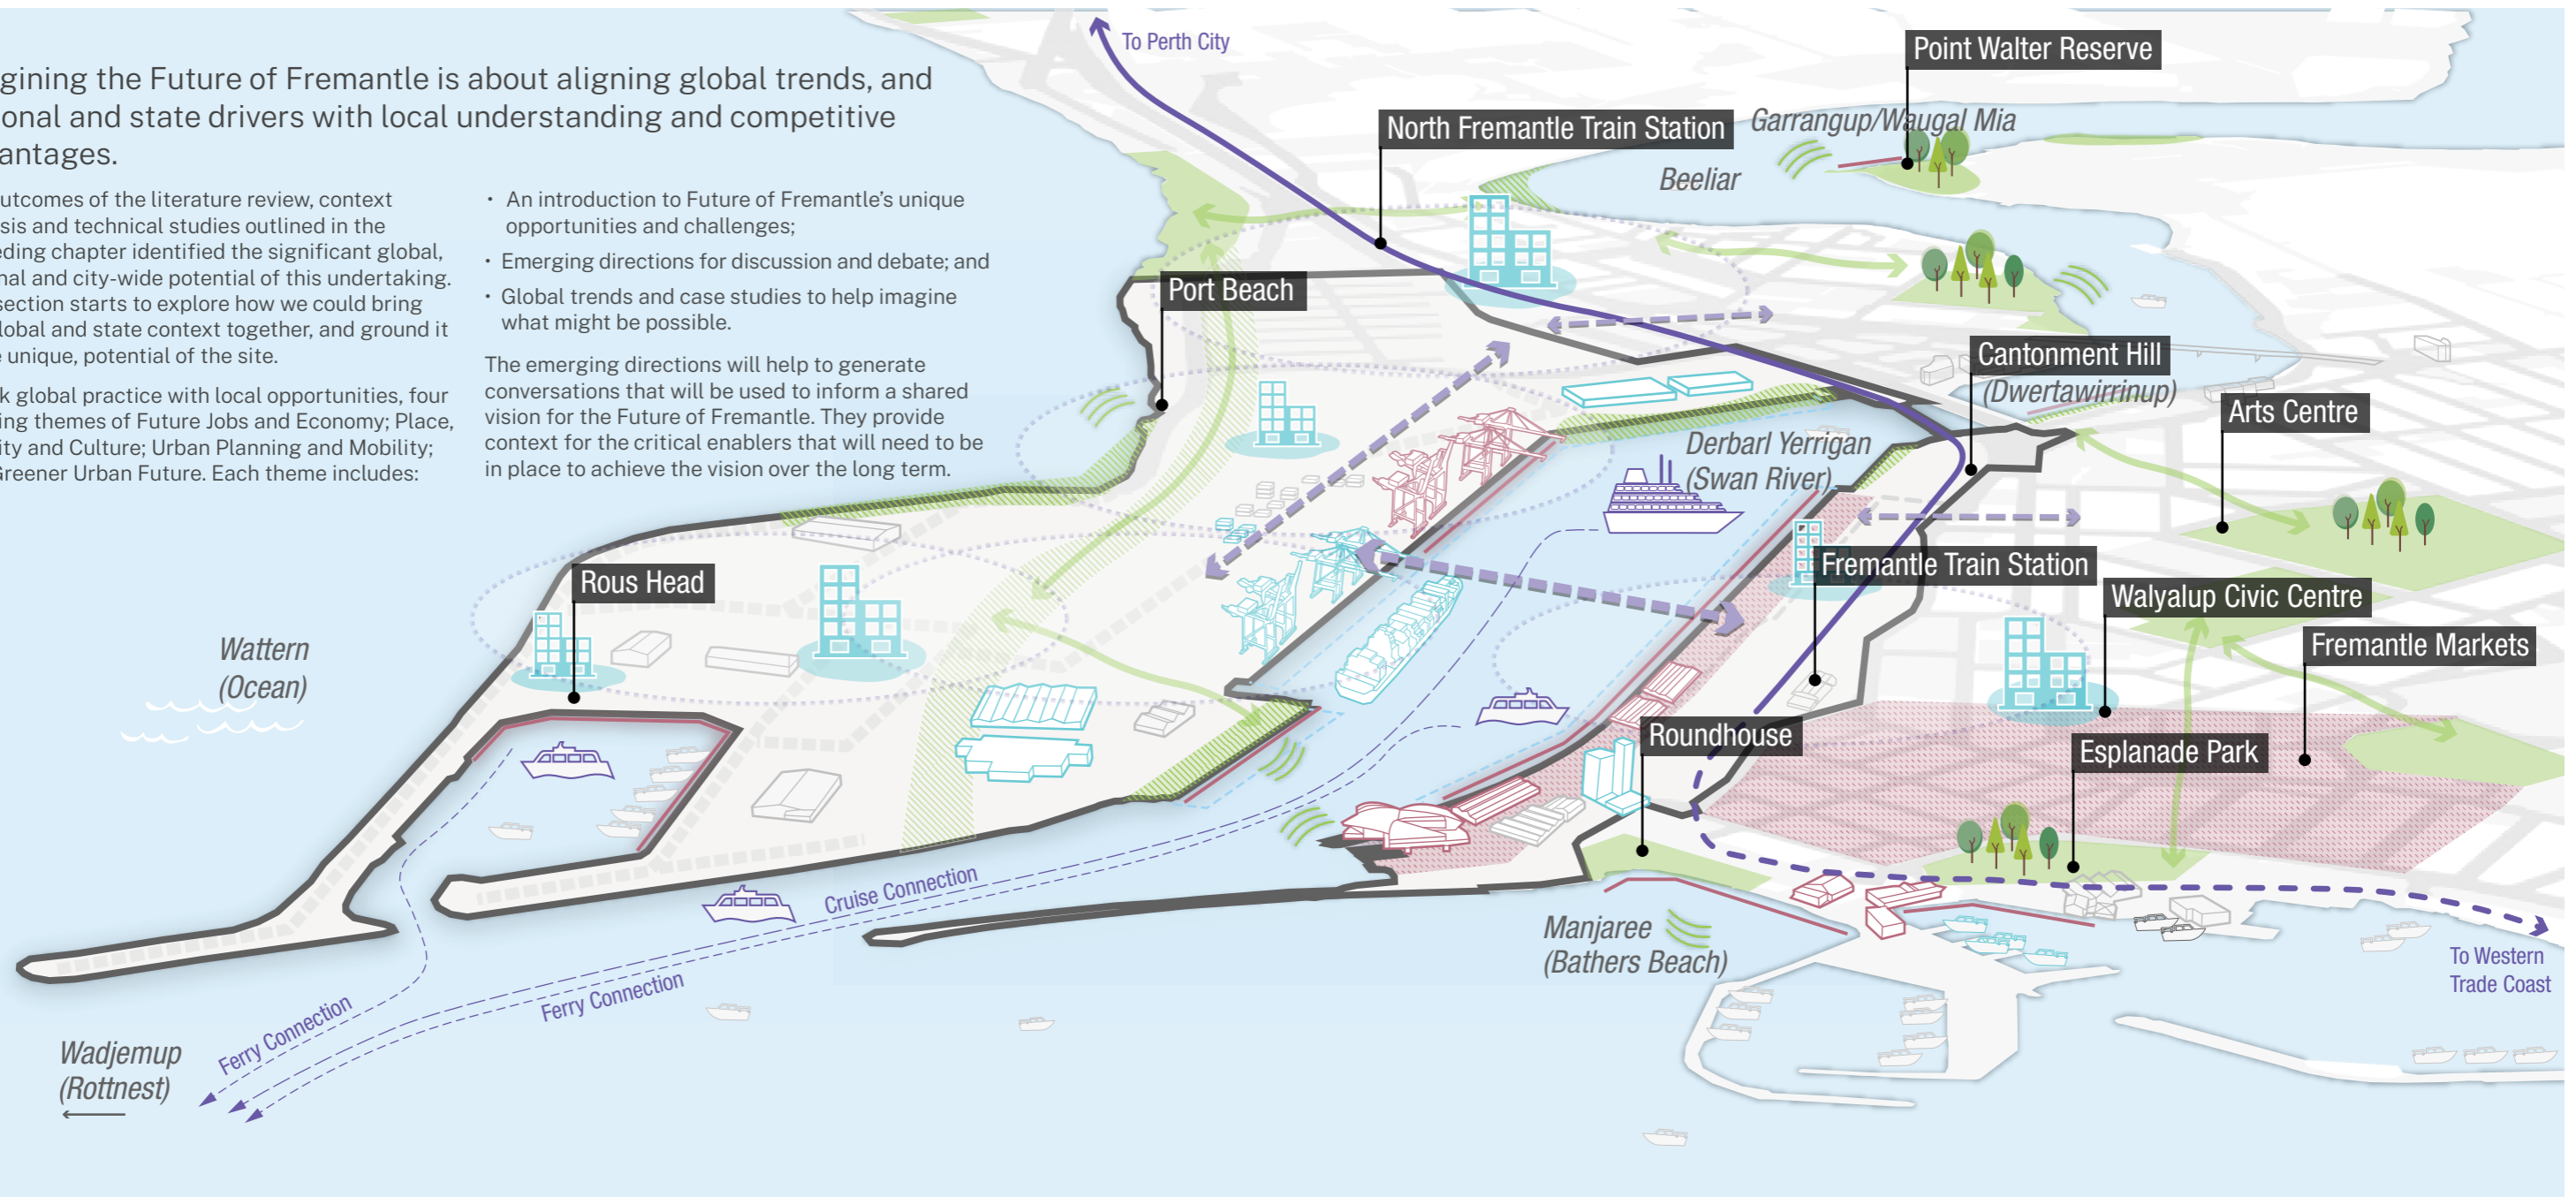 gining the Future of Fremantle is about aligning global trends, and
onal and state drivers with local understanding and competitive
antages.
utcomes of the literature review, context
sis and technical studies outlined in the
eding chapter identified the significant global,
nal and city-wide potential of this undertaking.
section starts to explore how we could bring
lobal and state context together, and ground it
e unique, potential of the site.
k global practice with local opportunities, four
ing themes of Future Jobs and Economy; Place,
ity and Culture; Urban Planning and Mobility;
Greener Urban Future. Each theme includes:
• An introduction to Future of Fremantle's unique
opportunities and challenges;
• Emerging directions for discussion and debate; and
• Global trends and case studies to help imagine
what might be possible.
The emerging directions will help to generate
conversations that will be used to inform a shared
vision for the Future of Fremantle. They provide
context for the critical enablers that will need to be
in place to achieve the vision over the long term.
To Perth City
Point Walter Reserve
North Fremantle Train Station
Garrangup/Waugal Mia
Beeliar
Port Beach
Cantonment Hill
(Dwertawirrinup)
Arts Centre
Derbarl Yerrigan
(Swan River)
Fremantle Train Station
Rous Head
Walyalup Civic Centre
Fremantle Markets
Wattern
(Ocean)
Roundhouse
Esplanade Park
Cruise Connection
Ferry Connection
Ferry Connection
Manjaree
(Bathers Beach)
To Western
Trade Coast
Wadjemup
(Rottnest)